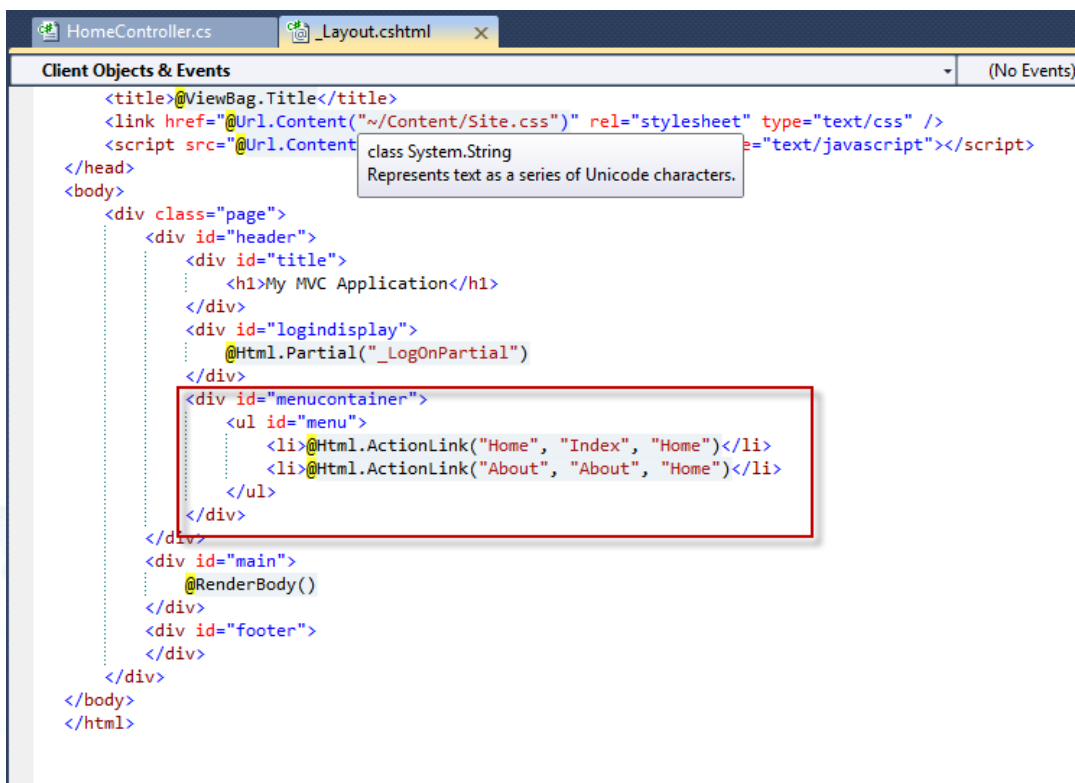 HomeController.cs
_Layout.cshtml
Client Objects & Events
(No Events)
<title>@ViewBag.Title</title>
<link href="@Url.Content("~/Content/Site.css")" rel="stylesheet" type="text/css" />
<script src="@Url.Content ="text/javascript"></script>
class System.String
Represents text as a series of Unicode characters.
</head>
<body>
<div class="page">
<div id="header">
<div id="title">
<h1>My MVC Application</h1>
</div>
<div id="logindisplay">
@Html.Partial("_LogOnPartial")
</div>
<div id="menucontainer">
<ul id="menu">
<li>@Html.ActionLink("Home", "Index", "Home")</li>
<li>@Html.ActionLink("About", "About", "Home")</li>
</ul>
</div>
</div>
<div id="main">
@RenderBody()
</div>
<div id="footer">
</div>
</div>
</body>
</html>